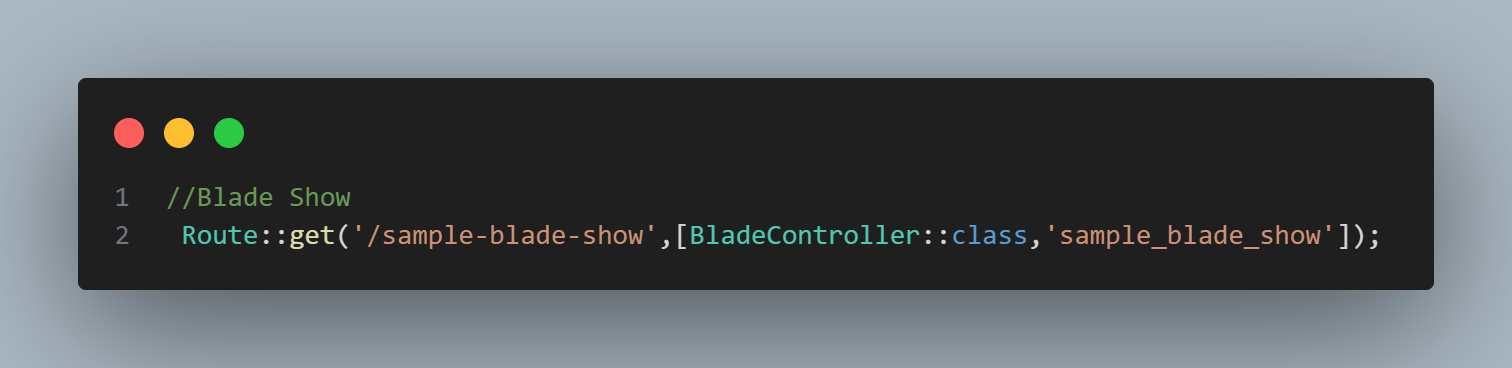 1 //Blade Show
2 Route::get('/sample-blade-show',[BladeController::class,'sample_blade_show']);